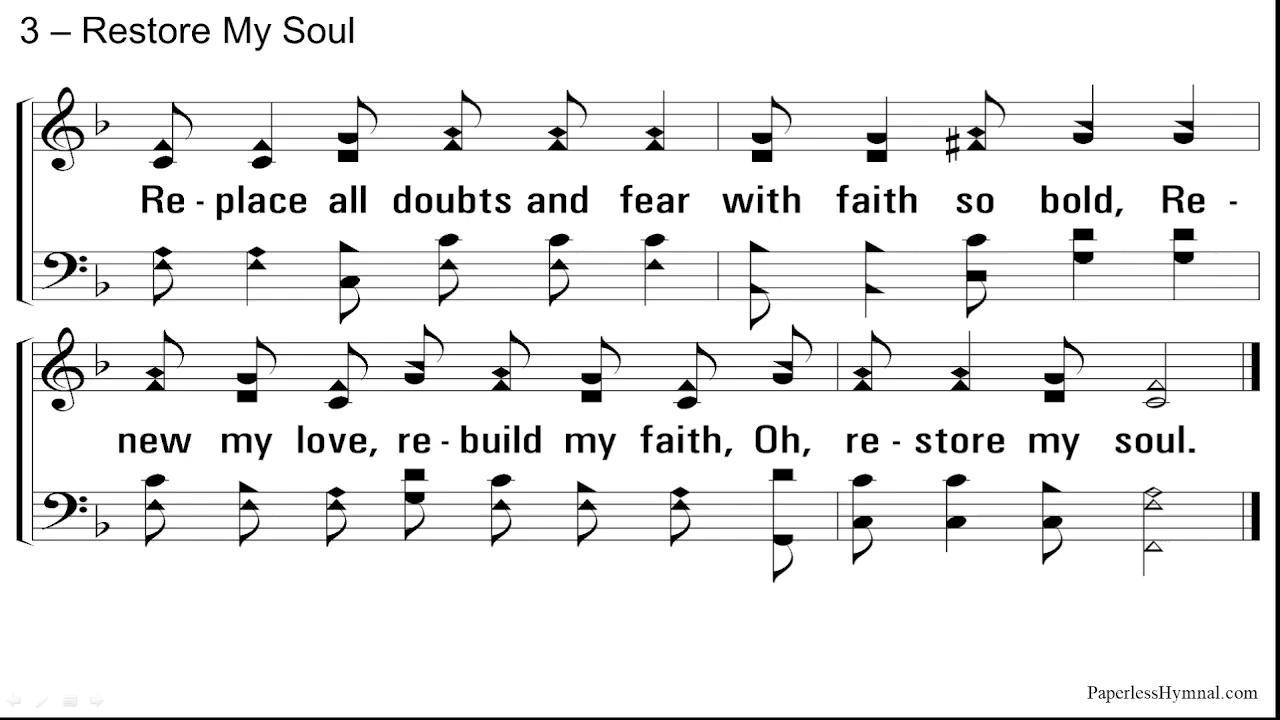 3 – Restore My Soul
Re - place all doubts and fear with faith so bold, Re -
new my love, re - build my faith, Oh, re - store my soul.
PaperlessHymnal.com